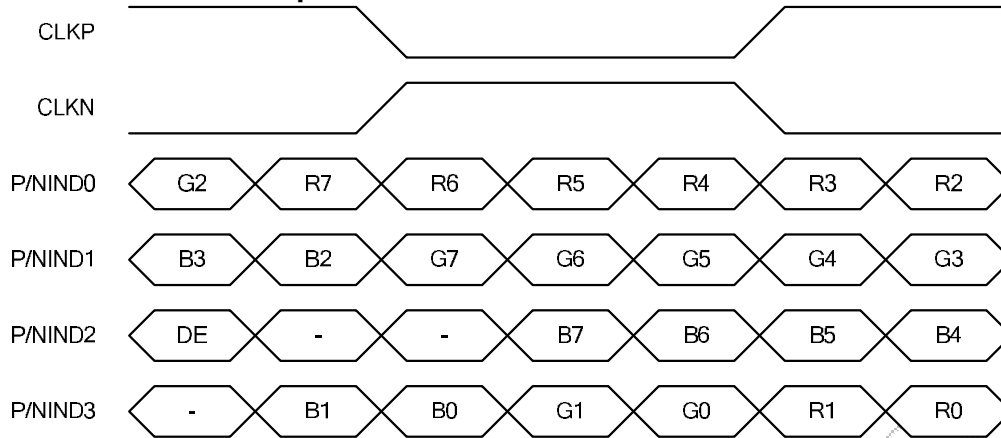 CLKP
CLKN
P/NIND0 G2 R7 R6 R5 R4 R3 R2
P/NIND1 B3 B2 G7 G6 G5 G4 G3
P/NIND2 DE - - B7 B6 B5 B4
P/NIND3 - B1 B0 G1 G0 R1 R0